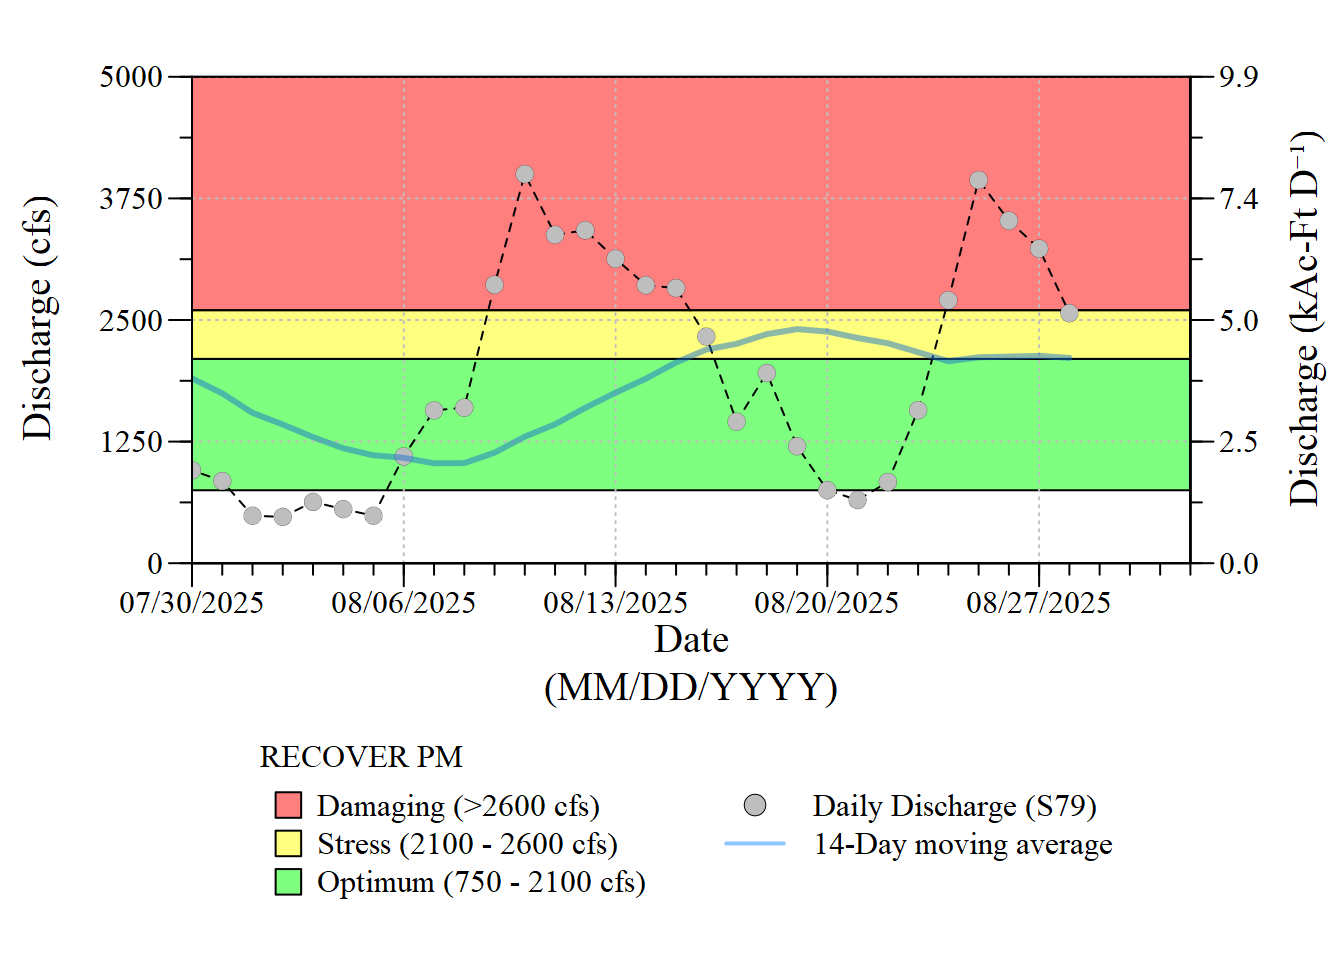 5000
3750
2500
1250
0
Discharge (cfs)
9.9
7.4
5.0
2.5
0.0
Discharge (kAc-Ft D⁻¹)
07/30/2025 08/06/2025 08/13/2025 08/20/2025 08/27/2025
Date
(MM/DD/YYYY)
RECOVER PM
Damaging (>2600 cfs)
Stress (2100 - 2600 cfs)
Optimum (750 - 2100 cfs)
Daily Discharge (S79)
14-Day moving average